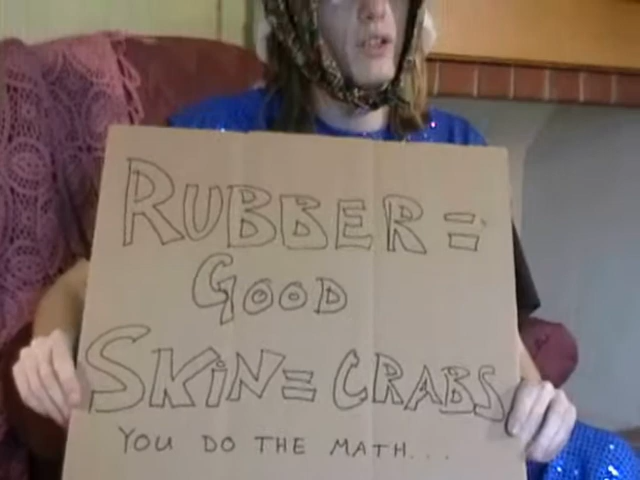 RUBBER =
GOOD
SKiN = CRABS
YOU DO THE MATH...